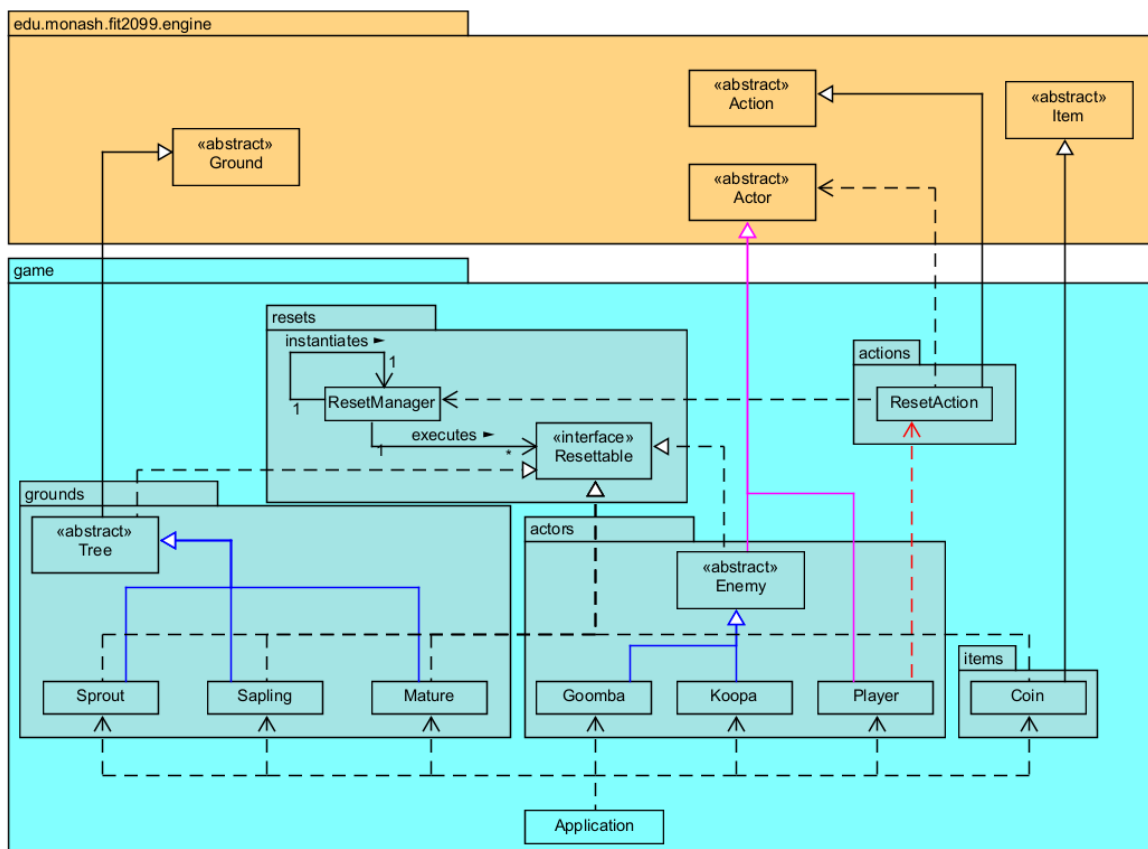 edu.monash.fit2099.engine
«abstract»
Action
«abstract»
Item
«abstract»
Ground
«abstract»
Actor
game
resets
instantiates ►
1
1
ResetManager
actions
ResetAction
executes ►
1
*
«interface»
Resettable
grounds
«abstract»
Tree
actors
«abstract»
Enemy
items
Sprout
Sapling
Mature
Goomba
Koopa
Player
Coin
Application